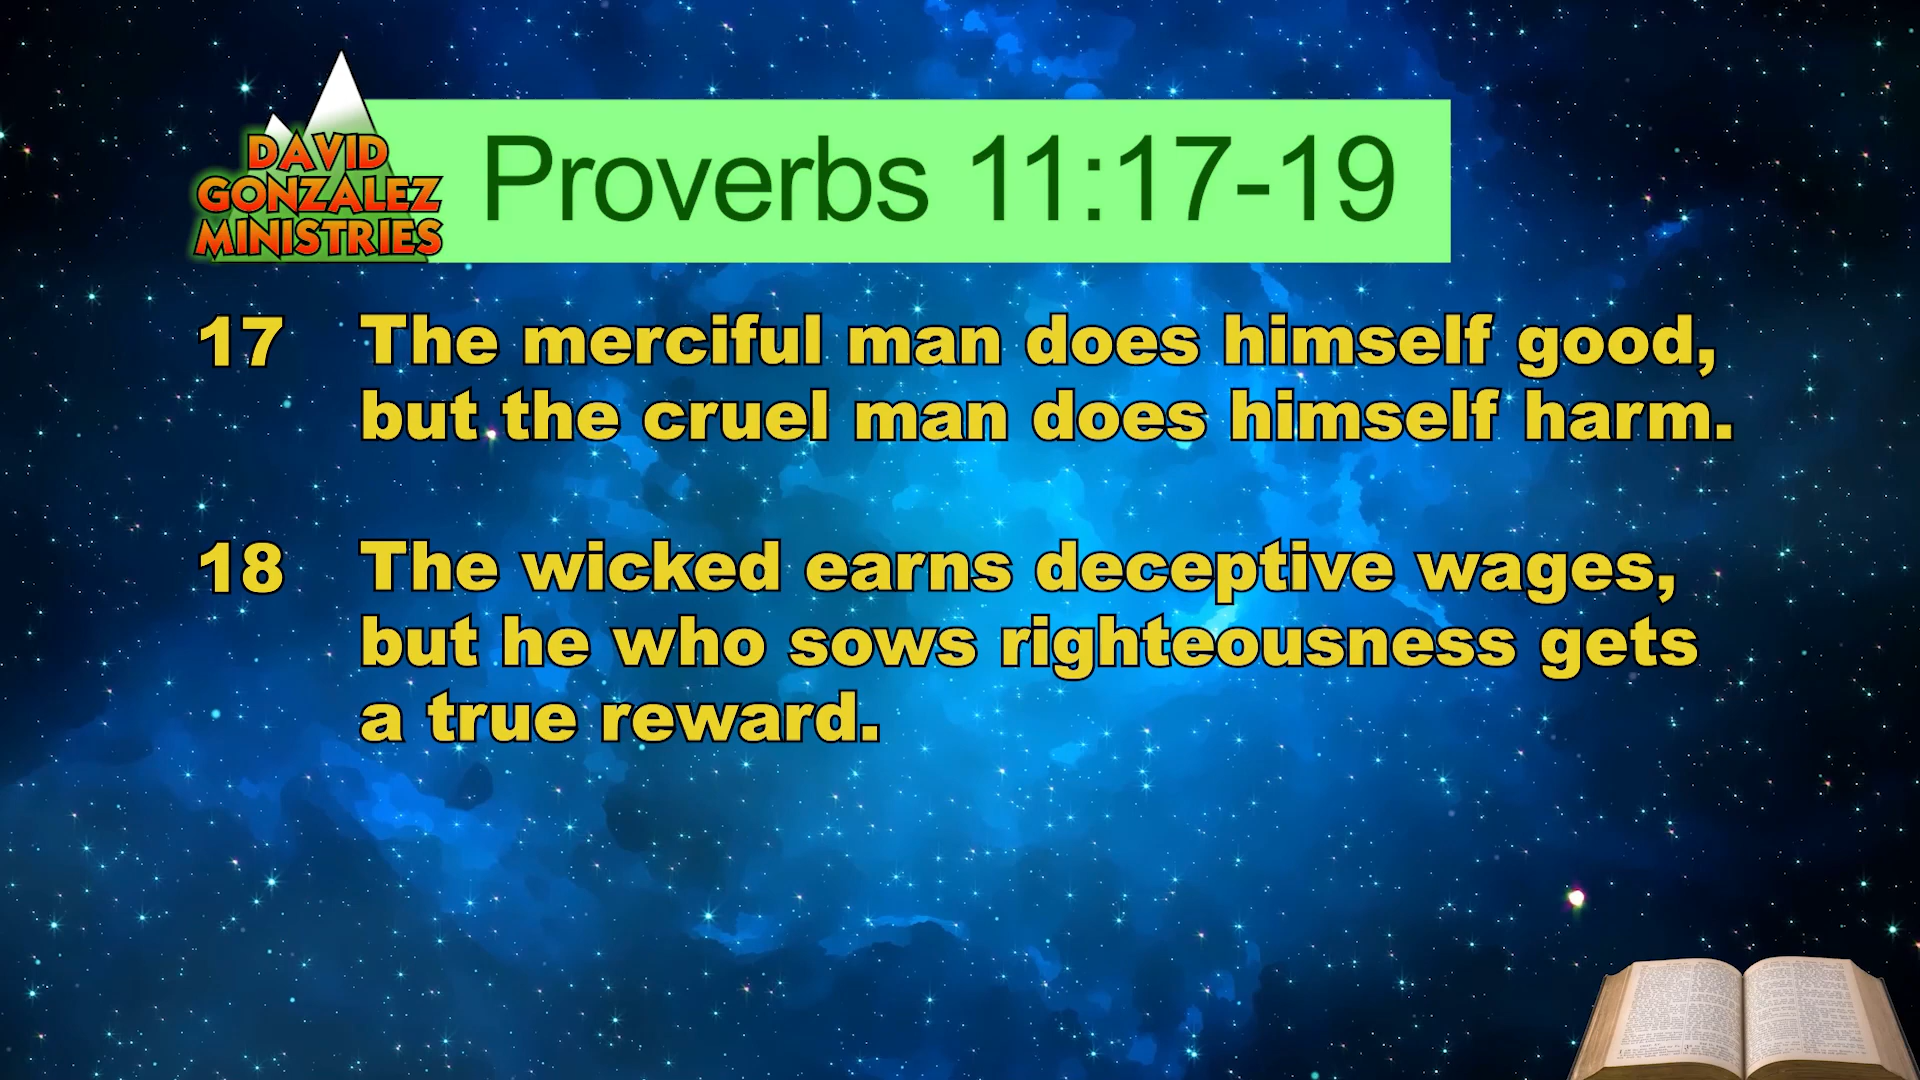 DAVID
GONZALEZ
MINISTRIES
Proverbs 11:17-19
17 The merciful man does himself good,
but the cruel man does himself harm.
18 The wicked earns deceptive wages,
but he who sows righteousness gets
a true reward.